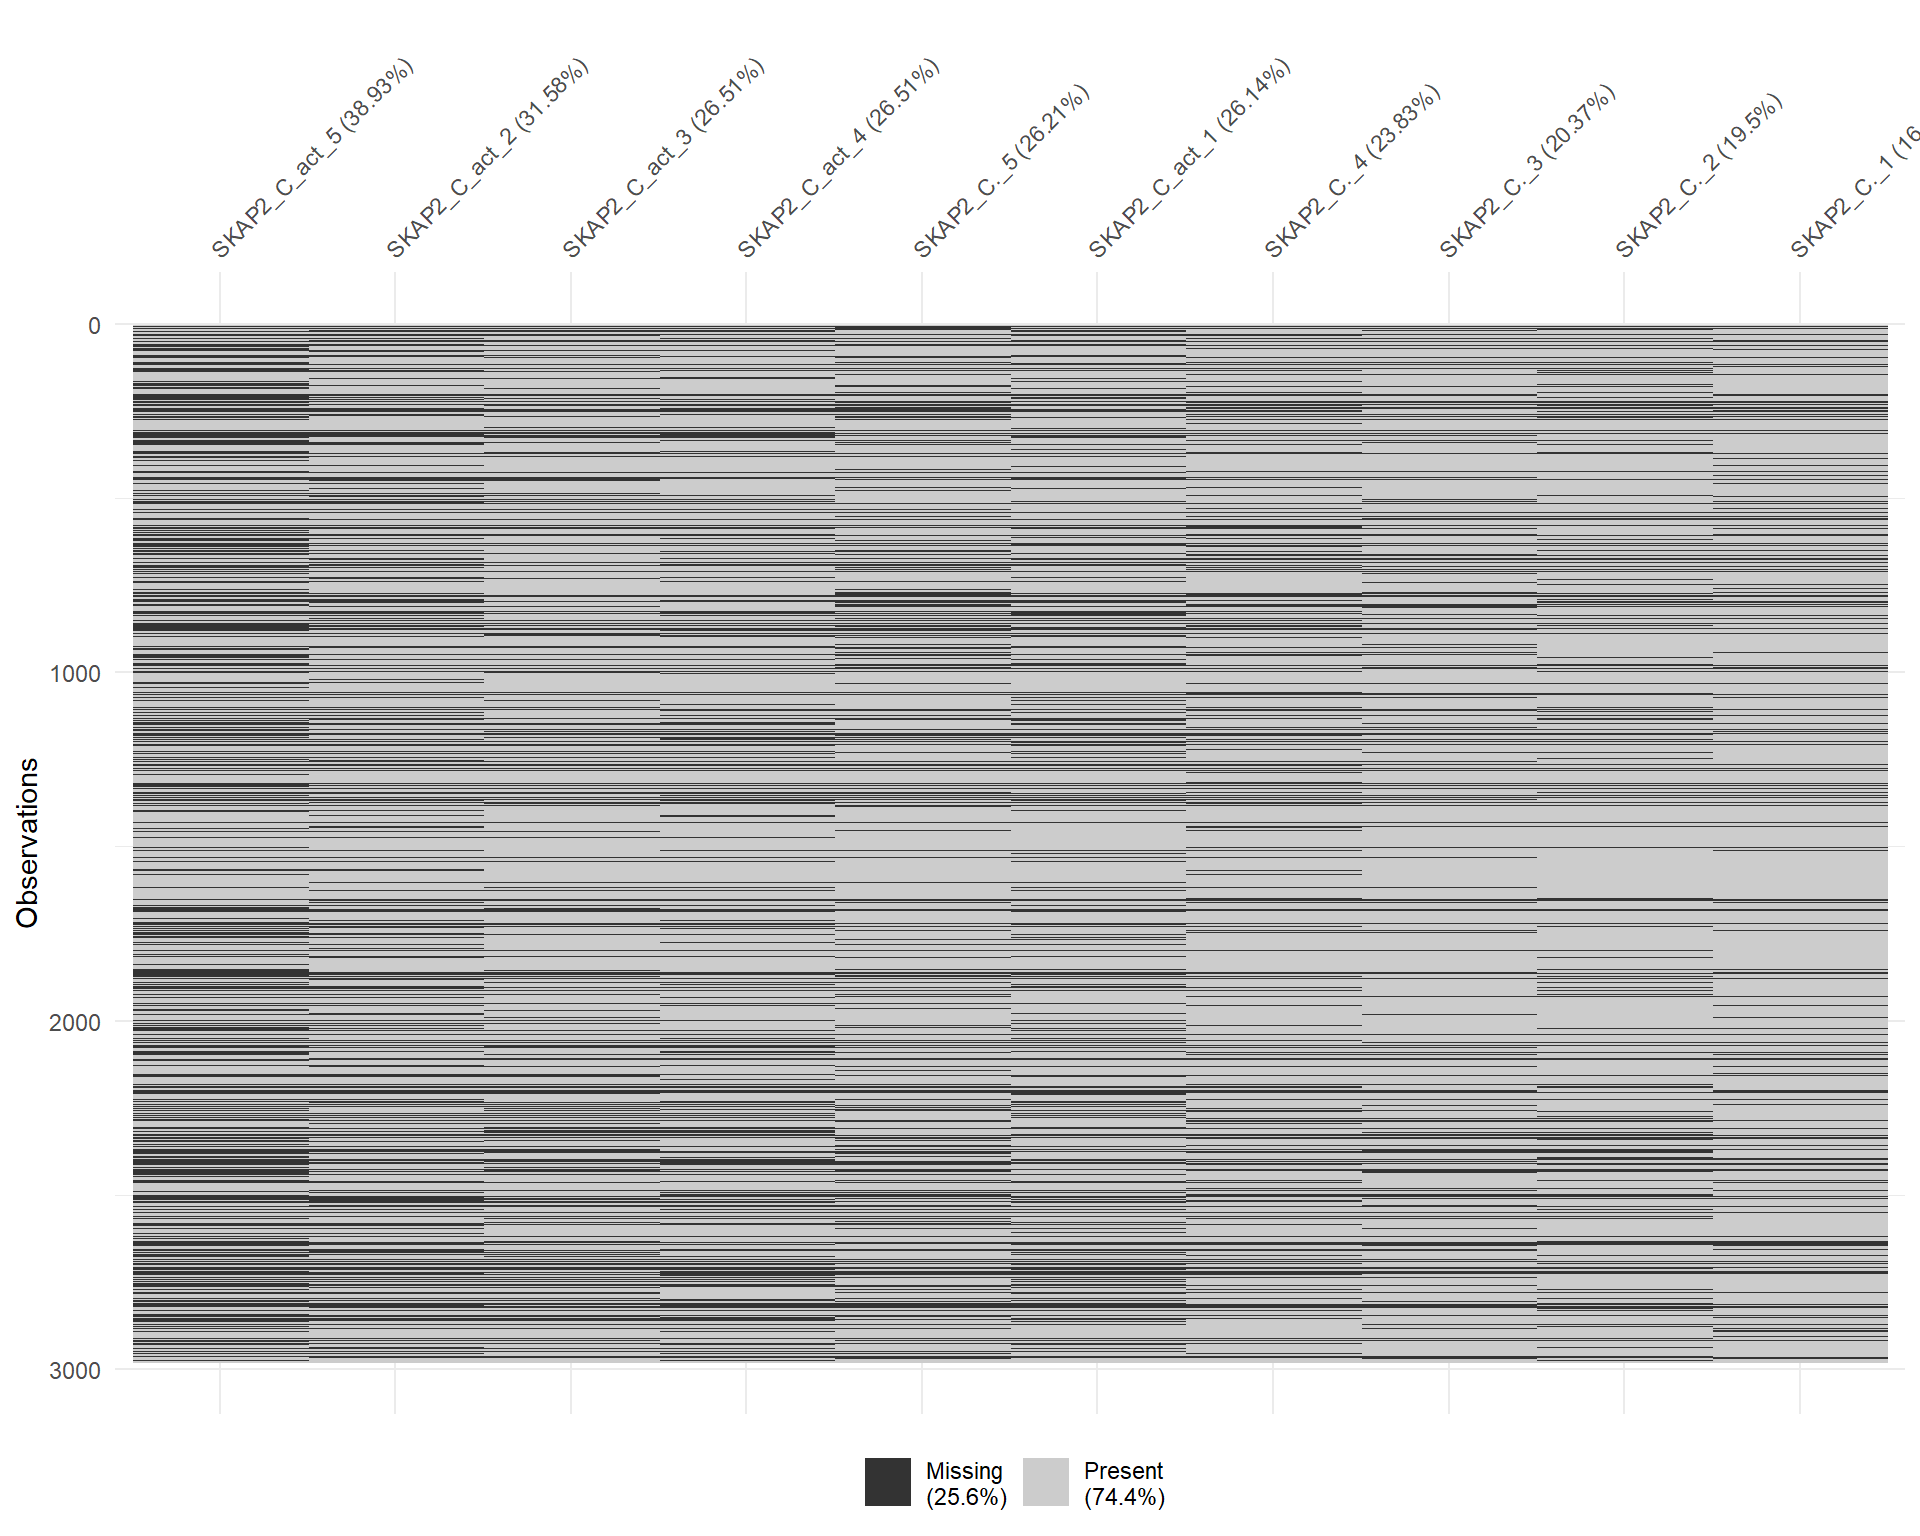 SKAP2_C_act_5 (38.93%)
SKAP2_C_act_2 (31.58%)
SKAP2_C_act_3 (26.51%)
SKAP2_C_act_4 (26.51%)
SKAP2_C._5 (26.21%)
SKAP2_C_act_1 (26.14%)
SKAP2_C._4 (23.83%)
SKAP2_C._3 (20.37%)
SKAP2_C._2 (19.5%)
SKAP2_C._1 (16
0
1000
2000
3000
Observations
Missing
(25.6%)
Present
(74.4%)